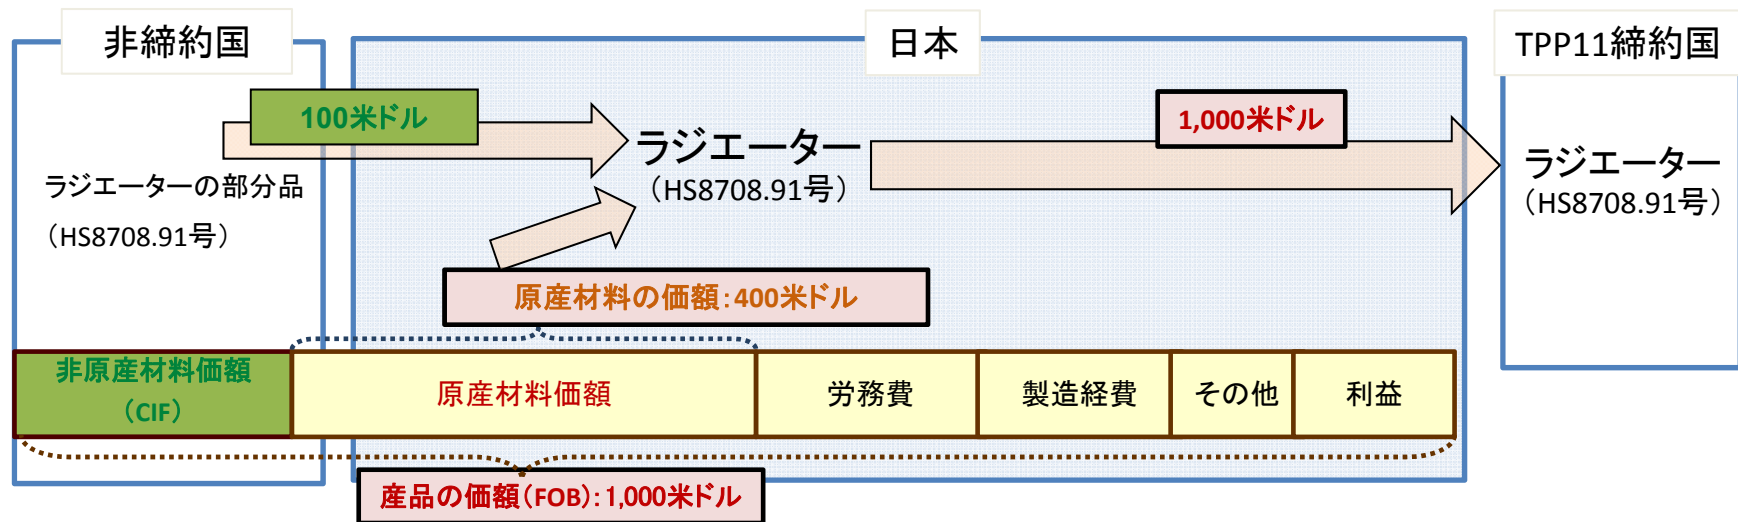 非締約国
日本
TPP11締約国
100米ドル
1,000米ドル
ラジエーターの部分品
（HS8708.91号）
ラジエーター
（HS8708.91号）
ラジエーター
（HS8708.91号）
原産材料の価額：400米ドル
非原産材料価額
（CIF）
原産材料価額
労務費
製造経費
その他
利益
産品の価額（FOB）：1,000米ドル